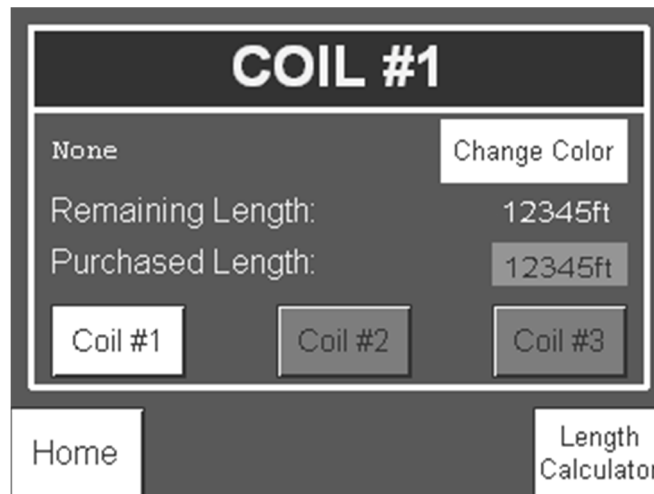 COIL #1
None
Change Color
Remaining Length: 12345ft
Purchased Length: 12345ft
Coil #1 Coil #2 Coil #3
Home
Length
Calculator